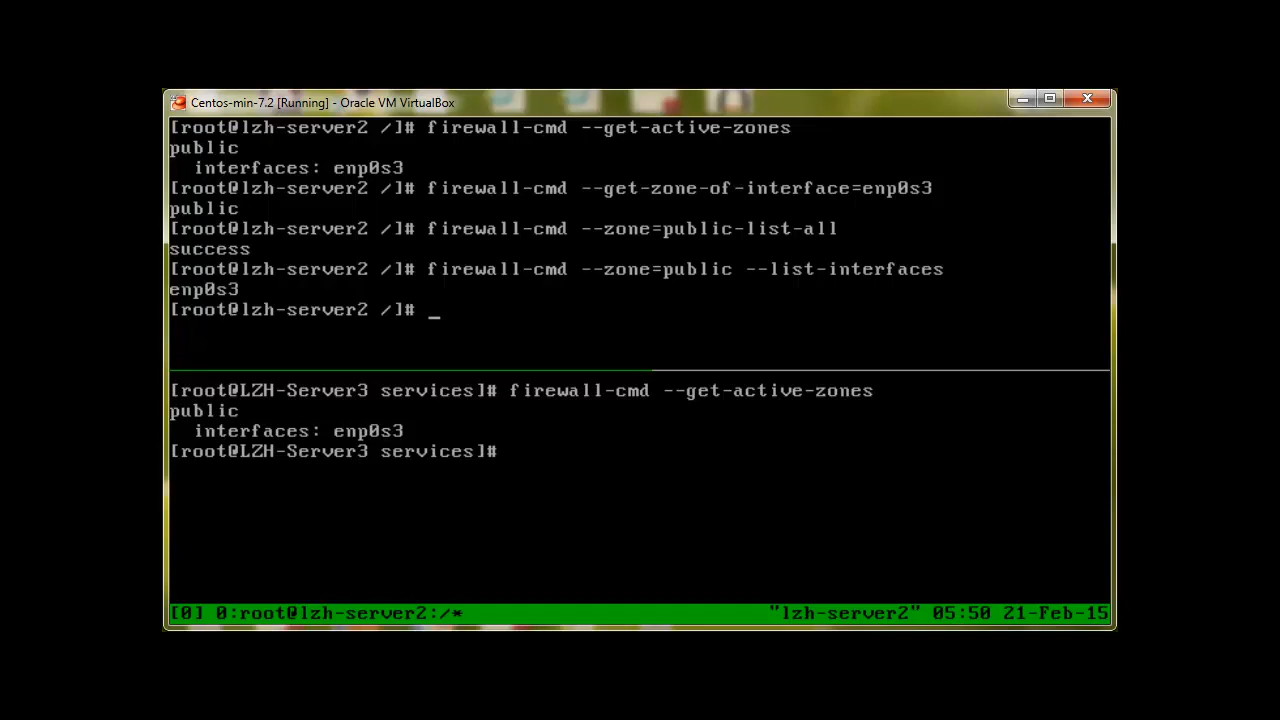 Centos-min-7.2 [Running] - Oracle VM VirtualBox
[root@lzh-server2 /]# firewall-cmd --get-active-zones
public
  interfaces: enp0s3
[root@lzh-server2 /]# firewall-cmd --get-zone-of-interface=enp0s3
public
[root@lzh-server2 /]# firewall-cmd --zone=public-list-all
success
[root@lzh-server2 /]# firewall-cmd --zone=public --list-interfaces
enp0s3
[root@lzh-server2 /]# _
[root@LZH-Server3 services]# firewall-cmd --get-active-zones
public
  interfaces: enp0s3
[root@LZH-Server3 services]#
[0] 0:root@lzh-server2:/* "lzh-server2" 05:50 21-Feb-15